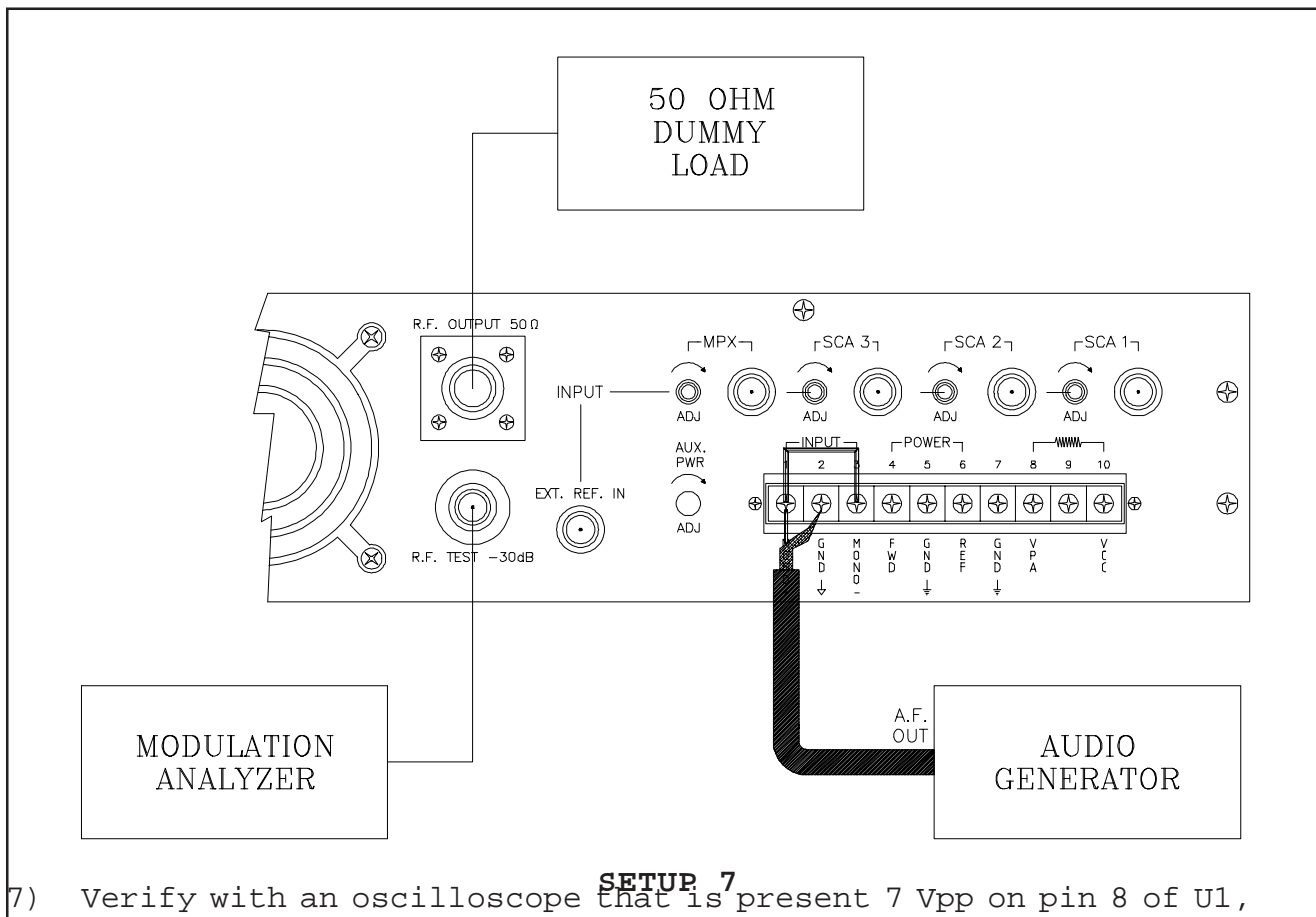 50 OHM
DUMMY
LOAD
R.F. OUTPUT 50Ω
MPX
SCA 3
SCA 2
SCA 1
INPUT
ADJ
ADJ
ADJ
ADJ
AUX.
PWR
ADJ
EXT. REF. IN
R.F. TEST -30dB
INPUT
POWER
1 2 3 4 5 6 7 8 9 10
GND
MONO-
FWD
GND
REF
GND
VPA
VCC
A.F.
OUT
MODULATION
ANALYZER
AUDIO
GENERATOR
SETUP 7
7) Verify with an oscilloscope that is present 7 Vpp on pin 8 of U1,